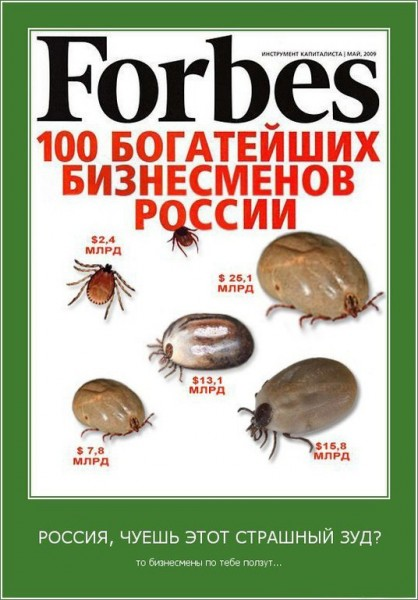 ИНСТРУМЕНТ КАПИТАЛИСТА | МАЙ, 2009
Forbes
100 БОГАТЕЙШИХ
БИЗНЕСМЕНОВ
РОССИИ
$2,4
МЛРД
$ 25,1
МЛРД
$13,1
МЛРД
$ 7,8
МЛРД
$15,8
МЛРД
РОССИЯ, ЧУЕШЬ ЭТОТ СТРАШНЫЙ ЗУД?
то бизнесмены по тебе ползут...